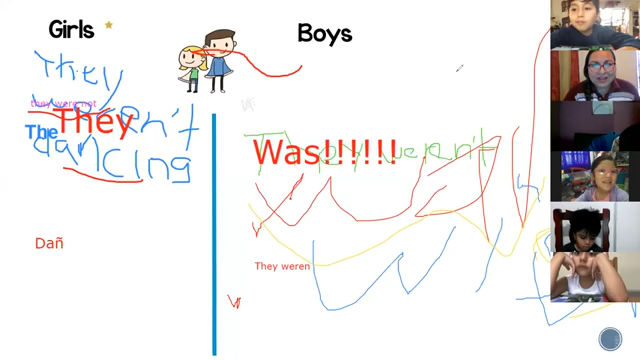 Girls
Boys
They
they were not
weren't
The
They
dancing
They weren't
Was!!!!!!
Dañ
They weren